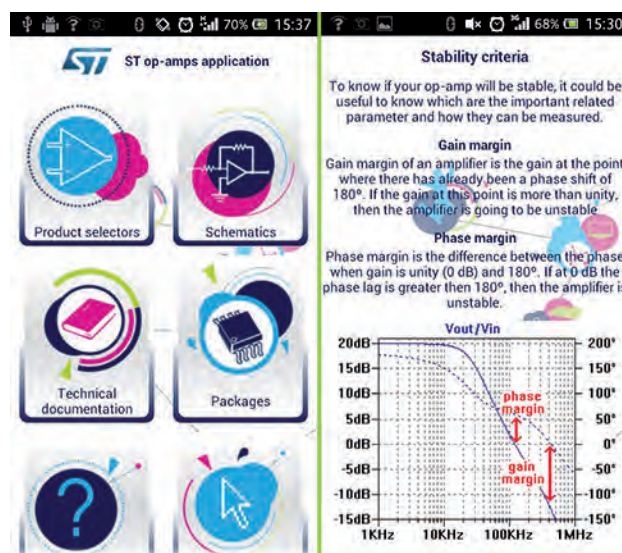 70% 15:37
ST ST op-amps application
Product selectors
Schematics
Technical
documentation
Packages
?
68% 15:30
Stability criteria
To know if your op-amp will be stable, it could be
useful to know which are the important related
parameter and how they can be measured.
Gain margin
Gain margin of an amplifier is the gain at the point
where there has already been a phase shift of
180º. If the gain at this point is more than unity,
then the amplifier is going to be unstable
Phase margin
Phase margin is the difference between the phase
when gain is unity (0 dB) and 180º. If at 0 dB the
phase lag is greater then 180º, then the amplifier is
unstable.
Vout/Vin
20dB 200°
15dB 150°
10dB 100°
5dB 50°
0dB 0°
-5dB -50°
-10dB -100°
-15dB -150°
phase
margin
gain
margin
1KHz 10KHz 100KHz 1MHz